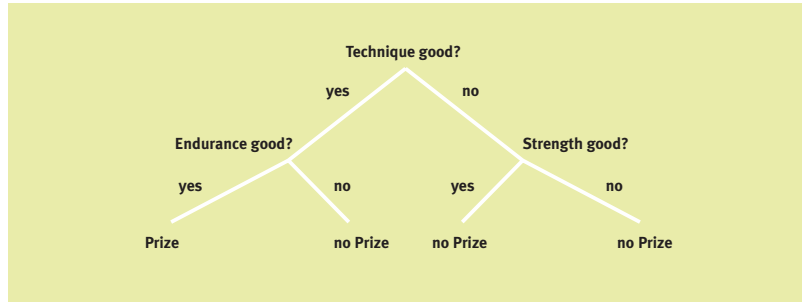 Technique good?
yes no
Endurance good? Strength good?
yes no yes no
Prize no Prize no Prize no Prize